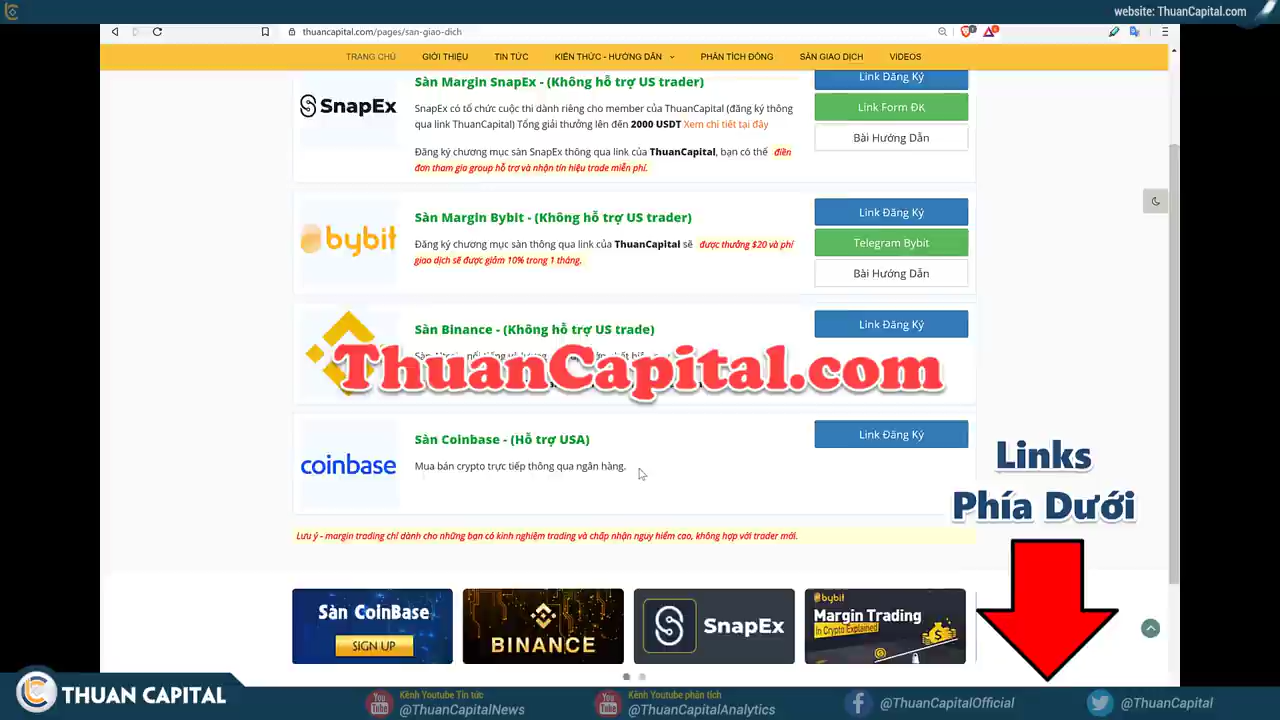 website: ThuanCapital.com
thuancapital.com/pages/san-giao-dich
TRANG CHỦ
GIỚI THIỆU
TIN TỨC
KIẾN THỨC - HƯỚNG DẪN
PHÂN TÍCH ĐỒNG
SÀN GIAO DỊCH
VIDEOS
SnapEx
Sàn Margin SnapEx - (Không hỗ trợ US trader)
SnapEx có tổ chức cuộc thi dành riêng cho member của ThuanCapital (đăng ký thông
qua link ThuanCapital) Tổng giải thưởng lên đến 2000 USDT Xem chi tiết tại đây
Đăng ký chương mục sàn SnapEx thông qua link của ThuanCapital, bạn có thể điền
đơn tham gia group hỗ trợ và nhận tín hiệu trade miễn phí.
Link Đăng Ký
Link Form ĐK
Bài Hướng Dẫn
bybit
Sàn Margin Bybit - (Không hỗ trợ US trader)
Đăng ký chương mục sàn thông qua link của ThuanCapital sẽ được thưởng $20 và phí
giao dịch sẽ được giảm 10% trong 1 tháng.
Link Đăng Ký
Telegram Bybit
Bài Hướng Dẫn
Sàn Binance - (Không hỗ trợ US trade)
Link Đăng Ký
ThuanCapital.com
coinbase
Sàn Coinbase - (Hỗ trợ USA)
Mua bán crypto trực tiếp thông qua ngân hàng.
Link Đăng Ký
Links
Phía Dưới
Lưu ý - margin trading chỉ dành cho những bạn có kinh nghiệm trading và chấp nhận nguy hiểm cao, không hợp với trader mới.
Sàn CoinBase
SIGN UP
BINANCE
SnapEx
bybit
Margin Trading
In Crypto Explained
THUAN CAPITAL
Kênh Youtube Tin tức
@ThuanCapitalNews
Kênh Youtube phân tích
@ThuanCapitalAnalytics
@ThuanCapitalOfficial
@ThuanCapital